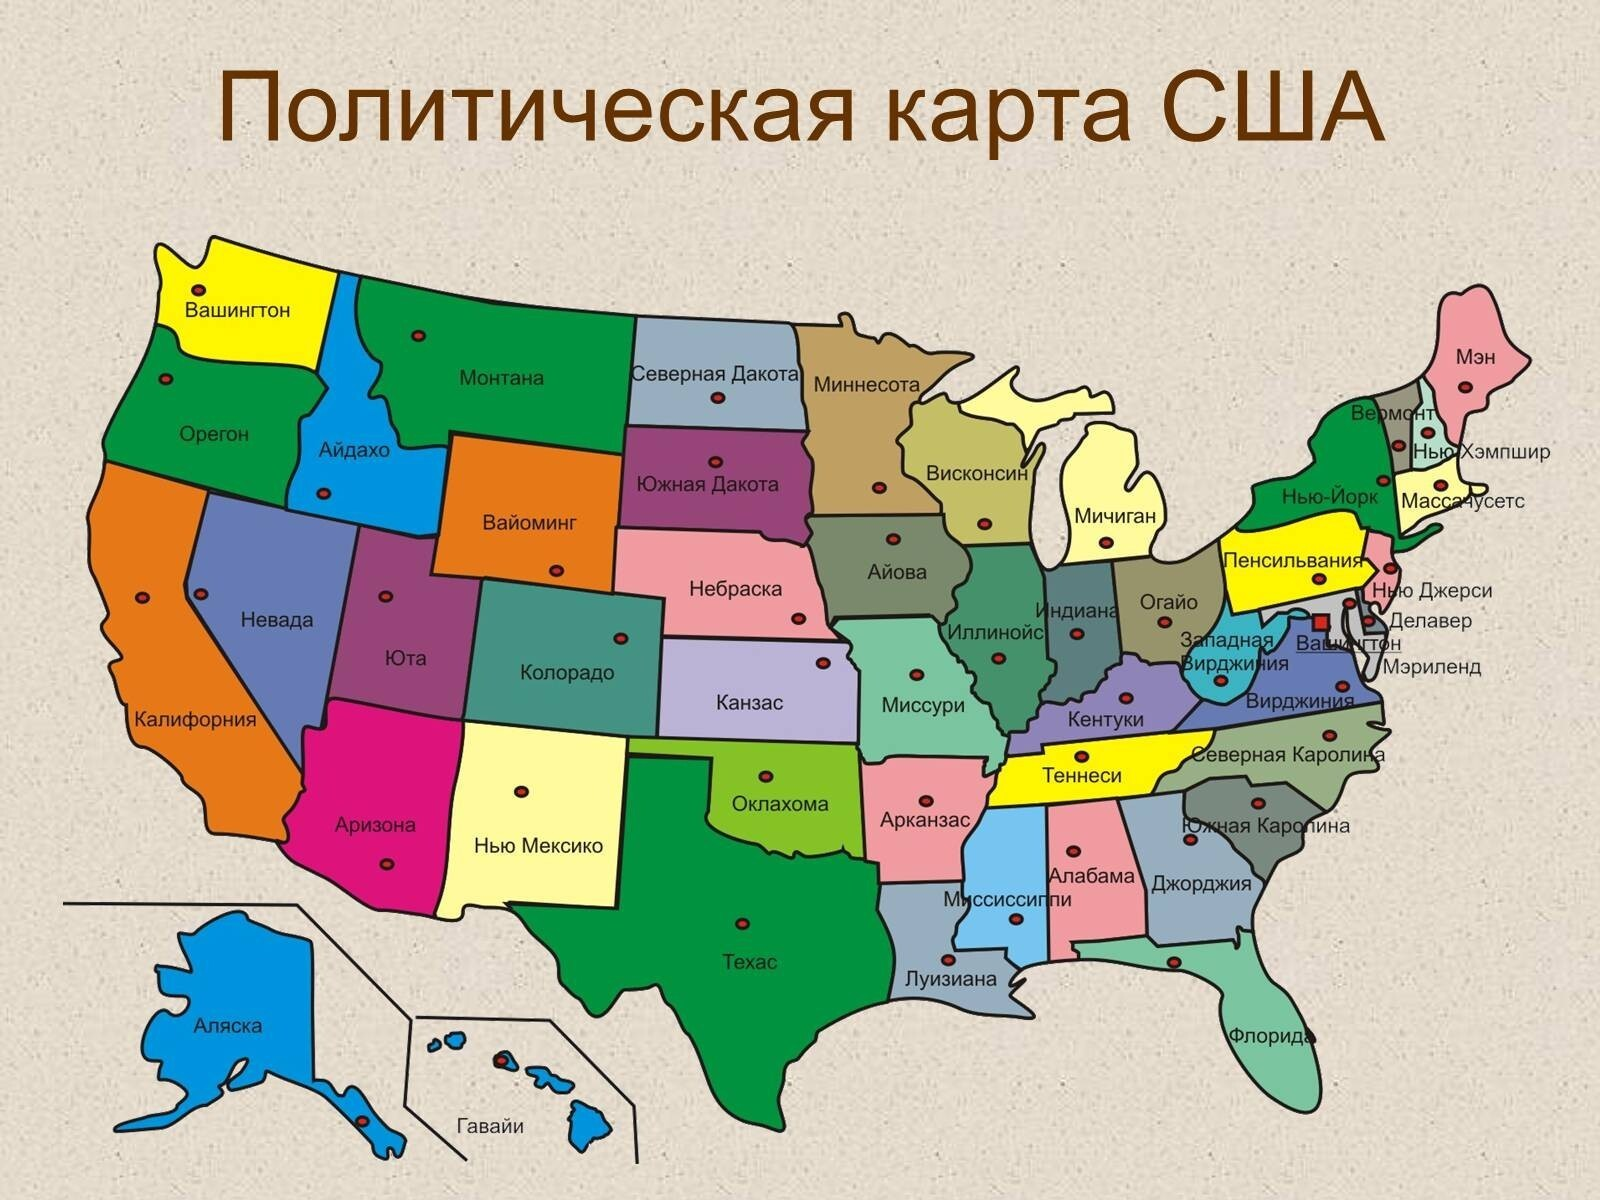 Политическая карта США
Вашингтон
Орегон
Айдахо
Монтана
Северная Дакота
Миннесота
Южная Дакота
Вайоминг
Висконсин
Мичиган
Мэн
Вермонт
Нью Хэмпшир
Нью-Йорк
Массачусетс
Пенсильвания
Нью Джерси
Делавер
Вашингтон
Мэриленд
Калифорния
Невада
Юта
Колорадо
Небраска
Айова
Канзас
Миссури
Иллинойс
Индиана
Огайо
Западная
Вирджиния
Вирджиния
Кентуки
Теннеси
Северная Каролина
Южная Каролина
Аризона
Нью Мексико
Оклахома
Арканзас
Техас
Луизиана
Миссиссиппи
Алабама
Джорджия
Флорида
Аляска
Гавайи